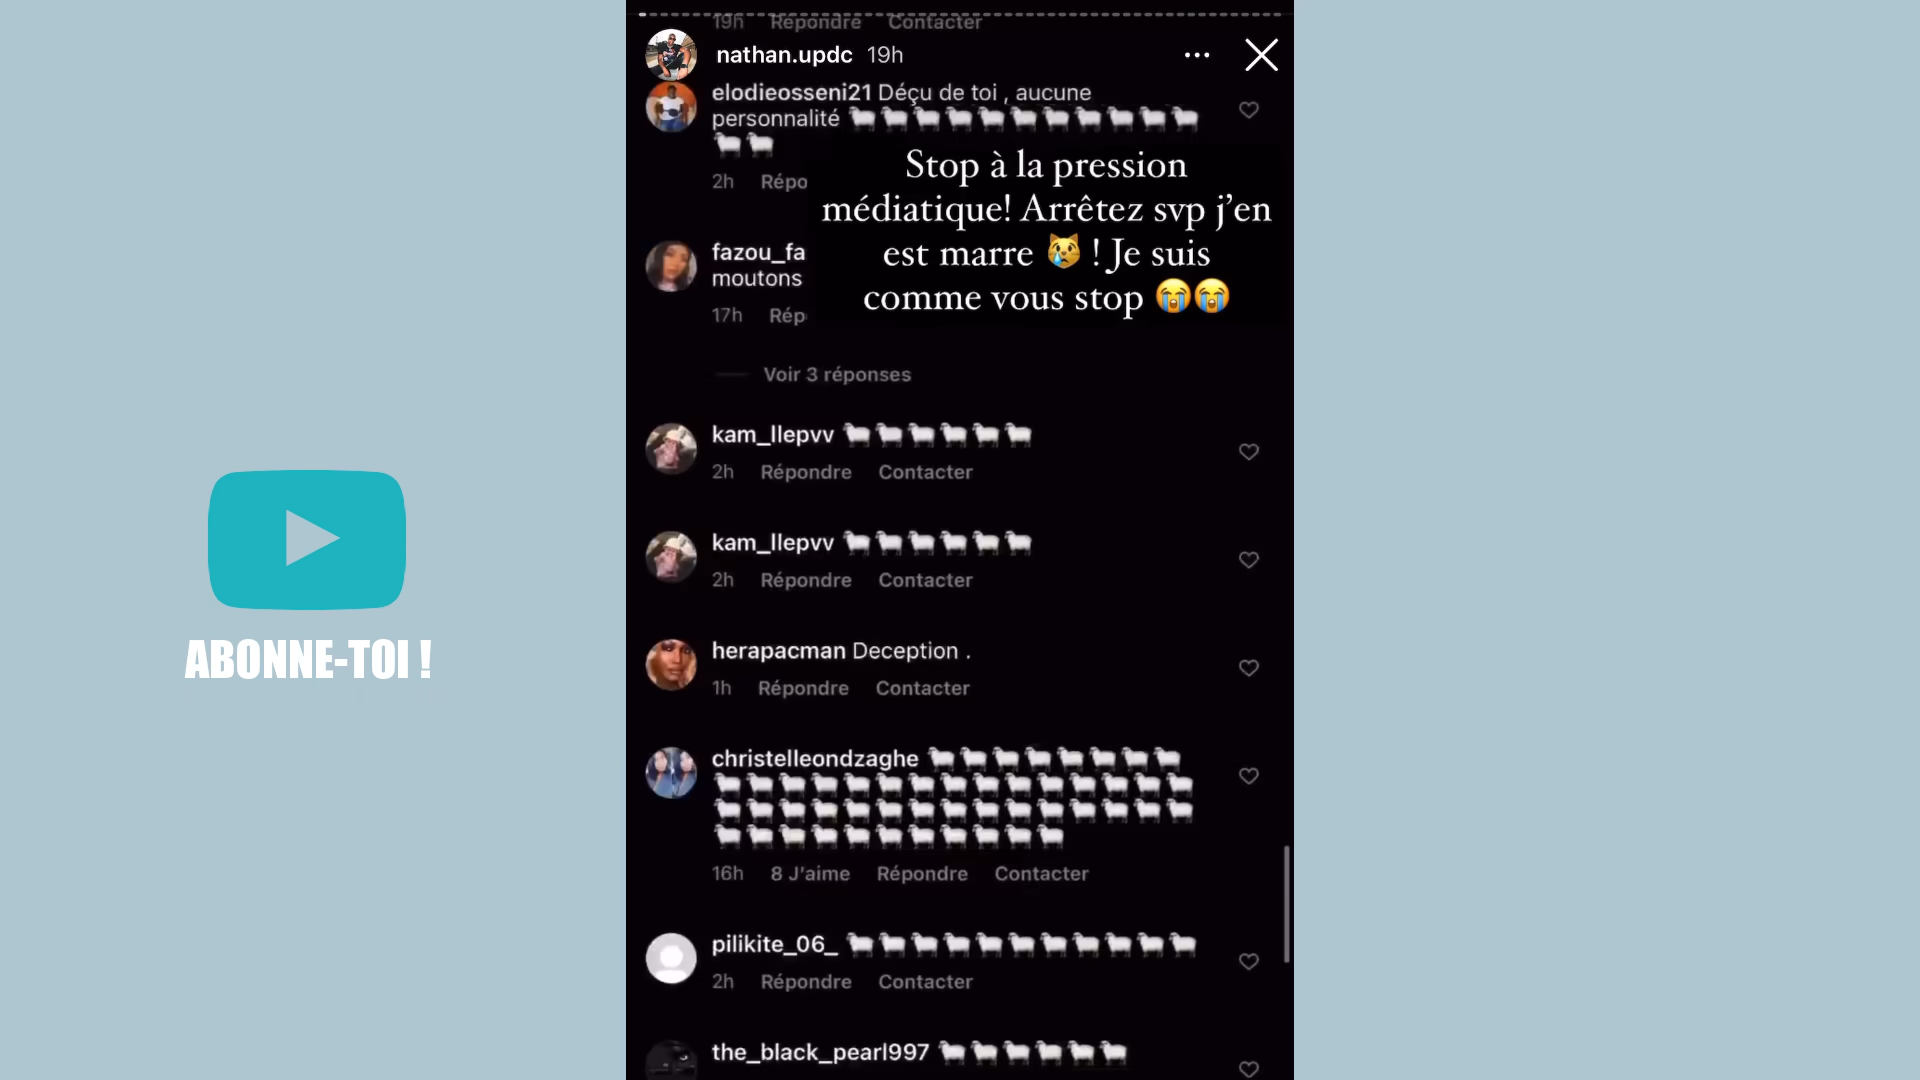 19h Répondre Contacter
nathan.updc 19h
elodieosseni21 Déçu de toi , aucune
personnalité 🐑🐑🐑🐑🐑🐑🐑🐑🐑🐑🐑
🐑🐑
2h Répo
Stop à la pression
médiatique! Arrêtez svp j’en
est marre 😿 ! Je suis
comme vous stop 😭😭
fazou_fa
moutons
17h Rép
Voir 3 réponses
kam_llepvv 🐑🐑🐑🐑🐑🐑
2h Répondre Contacter
kam_llepvv 🐑🐑🐑🐑🐑🐑
2h Répondre Contacter
herapacman Deception .
1h Répondre Contacter
christelleondzaghe 🐑🐑🐑🐑🐑🐑🐑🐑
🐑🐑🐑🐑🐑🐑🐑🐑🐑🐑🐑🐑🐑🐑🐑
🐑🐑🐑🐑🐑🐑🐑🐑🐑🐑🐑🐑🐑🐑🐑
🐑🐑🐑🐑🐑🐑🐑🐑🐑🐑🐑
16h 8 J’aime Répondre Contacter
pilikite_06_ 🐑🐑🐑🐑🐑🐑🐑🐑🐑🐑🐑
2h Répondre Contacter
the_black_pearl997 🐑🐑🐑🐑🐑🐑
ABONNE-TOI !